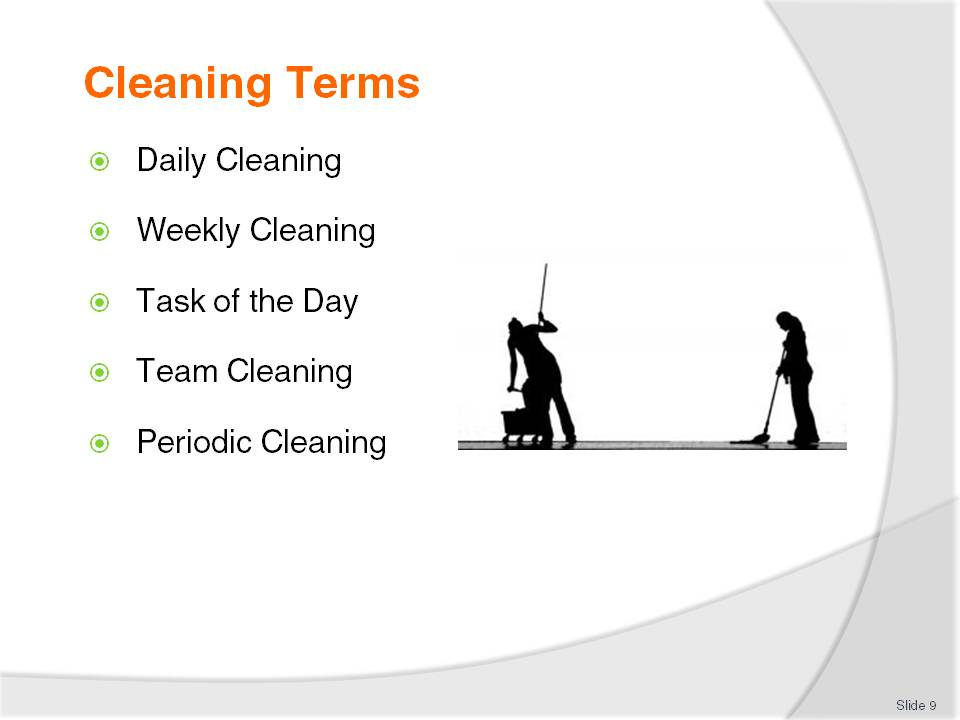 Cleaning Terms
Daily Cleaning
Weekly Cleaning
Task of the Day
Team Cleaning
Periodic Cleaning
Slide 9